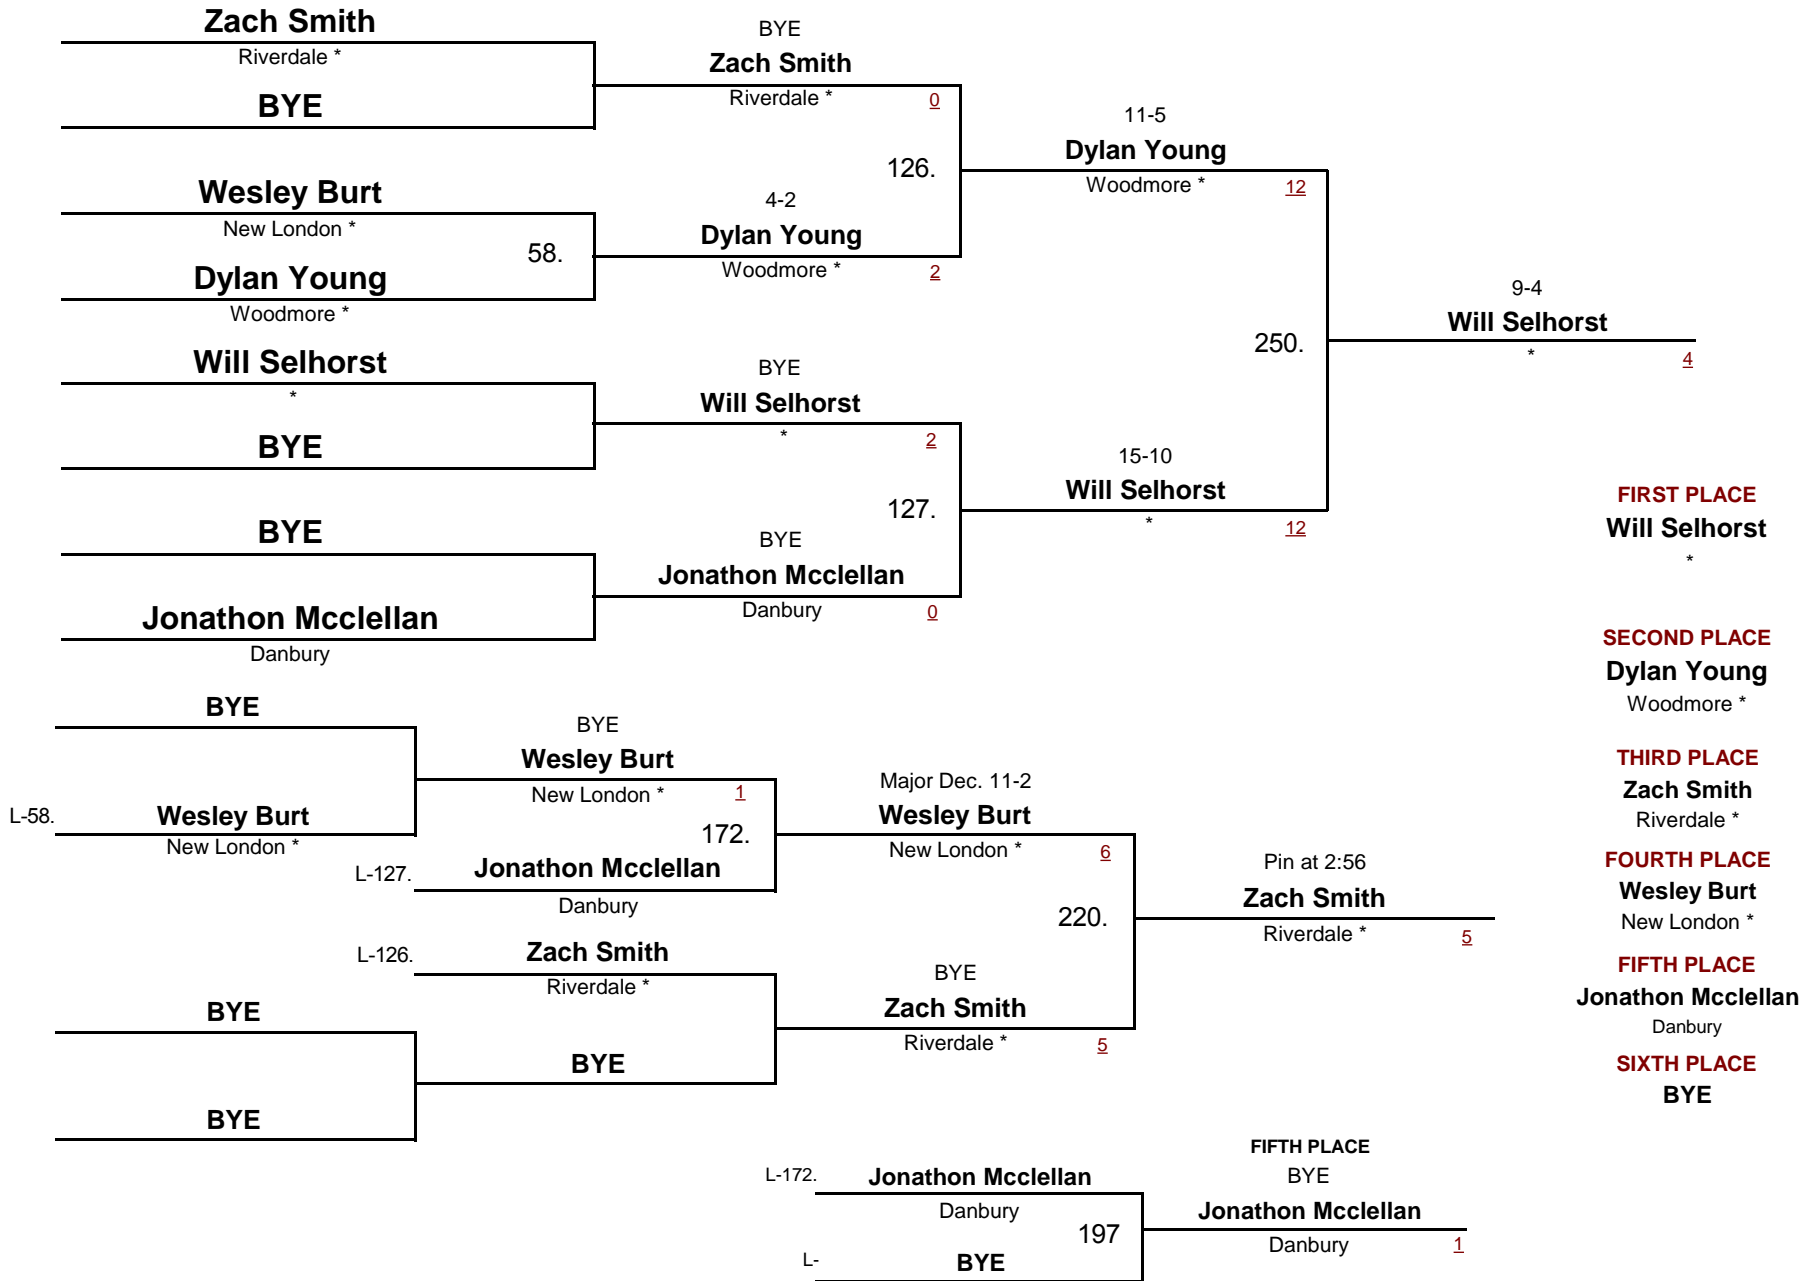 Zach Smith
Riverdale *
BYE
Wesley Burt
New London *
58.
Dylan Young
Woodmore *
Will Selhorst
*
BYE
BYE
Jonathon Mcclellan
Danbury
BYE
Zach Smith
Riverdale *
0
126.
4-2
Dylan Young
Woodmore *
2
BYE
Will Selhorst
*
2
127.
BYE
Jonathon Mcclellan
Danbury
0
11-5
Dylan Young
Woodmore *
12
250.
15-10
Will Selhorst
*
12
9-4
Will Selhorst
*
4
FIRST PLACE
Will Selhorst
*
SECOND PLACE
Dylan Young
Woodmore *
THIRD PLACE
Zach Smith
Riverdale *
FOURTH PLACE
Wesley Burt
New London *
FIFTH PLACE
Jonathon Mcclellan
Danbury
SIXTH PLACE
BYE
BYE
L-58.
Wesley Burt
New London *
BYE
Wesley Burt
New London *
1
172.
L-127.
Jonathon Mcclellan
Danbury
L-126.
Zach Smith
Riverdale *
BYE
BYE
BYE
Major Dec. 11-2
Wesley Burt
New London *
6
220.
BYE
Zach Smith
Riverdale *
5
Pin at 2:56
Zach Smith
Riverdale *
5
L-172.
Jonathon Mcclellan
Danbury
197
L-
BYE
FIFTH PLACE
BYE
Jonathon Mcclellan
Danbury
1